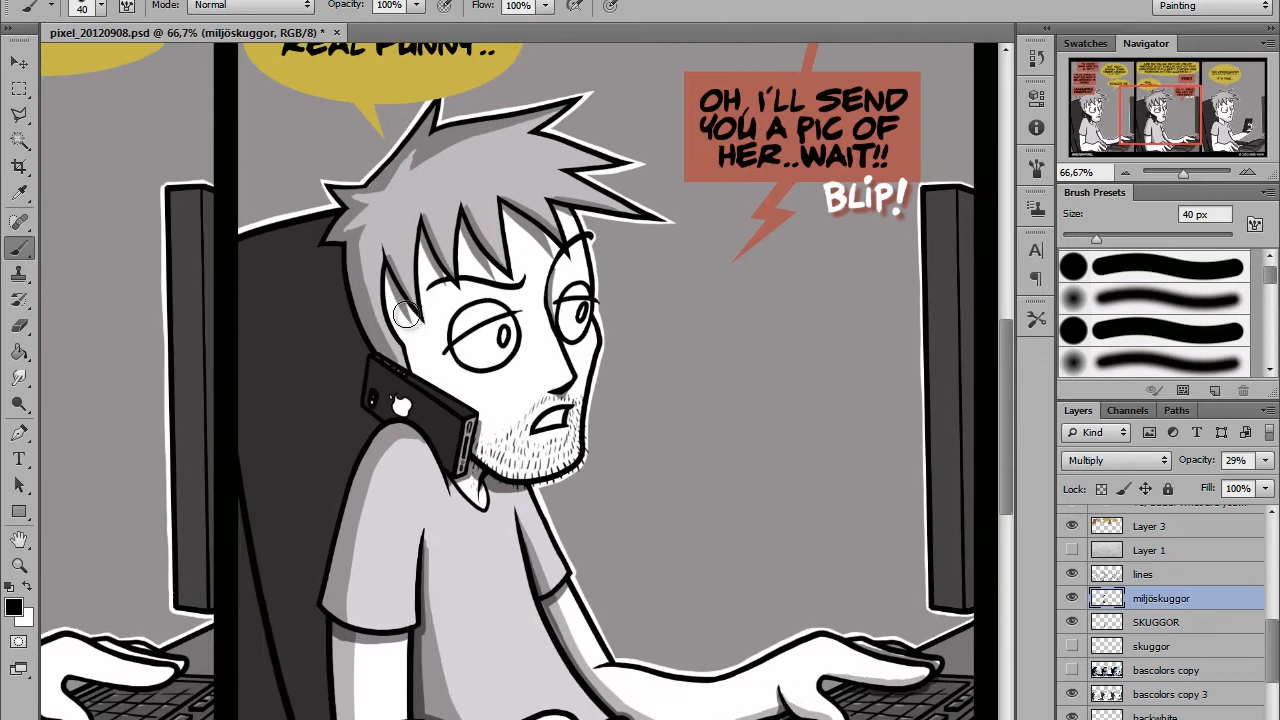 40
Mode:
Normal
Opacity:
100%
Flow:
100%
Painting
pixel_20120908.psd @ 66,7% (miljöskuggor, RGB/8) *
REAL FUNNY..
OH, I'LL SEND
YOU A PIC OF
HER..WAIT!!
BLIP!
Swatches
Navigator
66,67%
Brush Presets
Size:
40 px
Layers
Channels
Paths
Kind
Multiply
Opacity:
29%
Lock:
Fill:
100%
Layer 3
Layer 1
lines
miljöskuggor
SKUGGOR
skuggor
bascolors copy
bascolors copy 3
backwhite